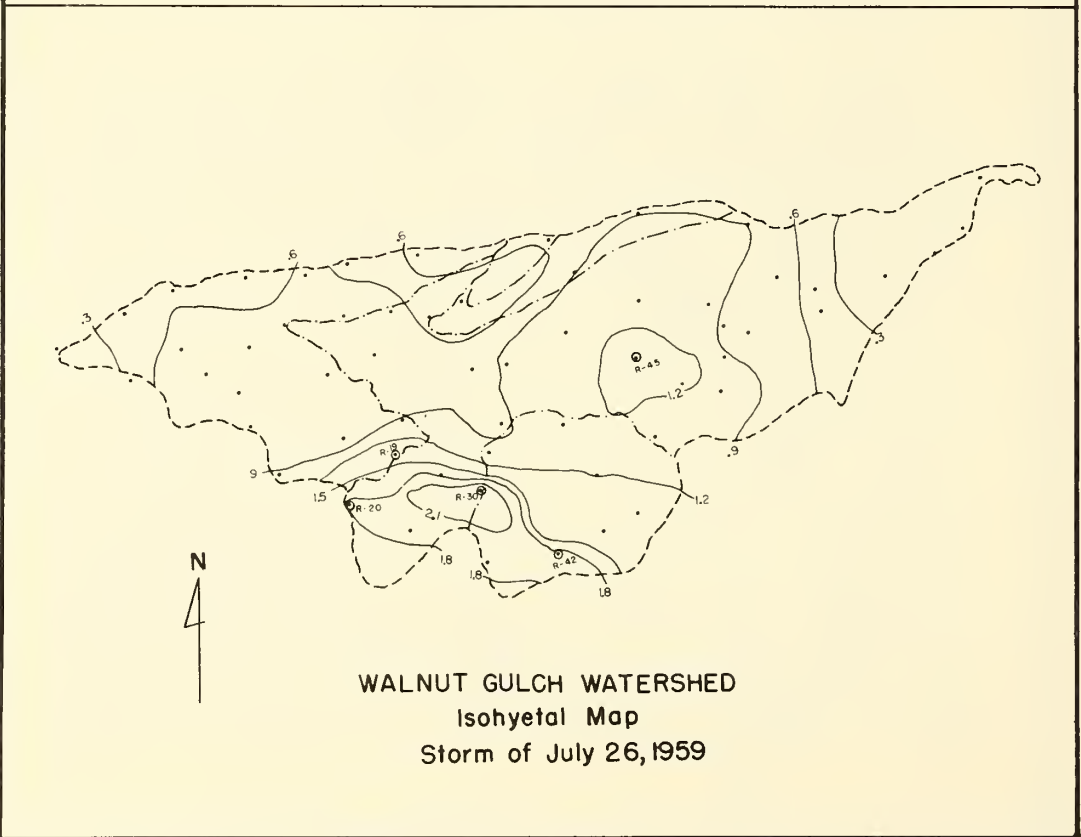 .6
.6
.6
.3
.3
R-45
1.2
.9
R-19
.9
1.5
R-20
R-30
2.1
1.2
1.8
1.8
R-42
1.8
N
WALNUT GULCH WATERSHED
Isohyetal Map
Storm of July 26, 1959